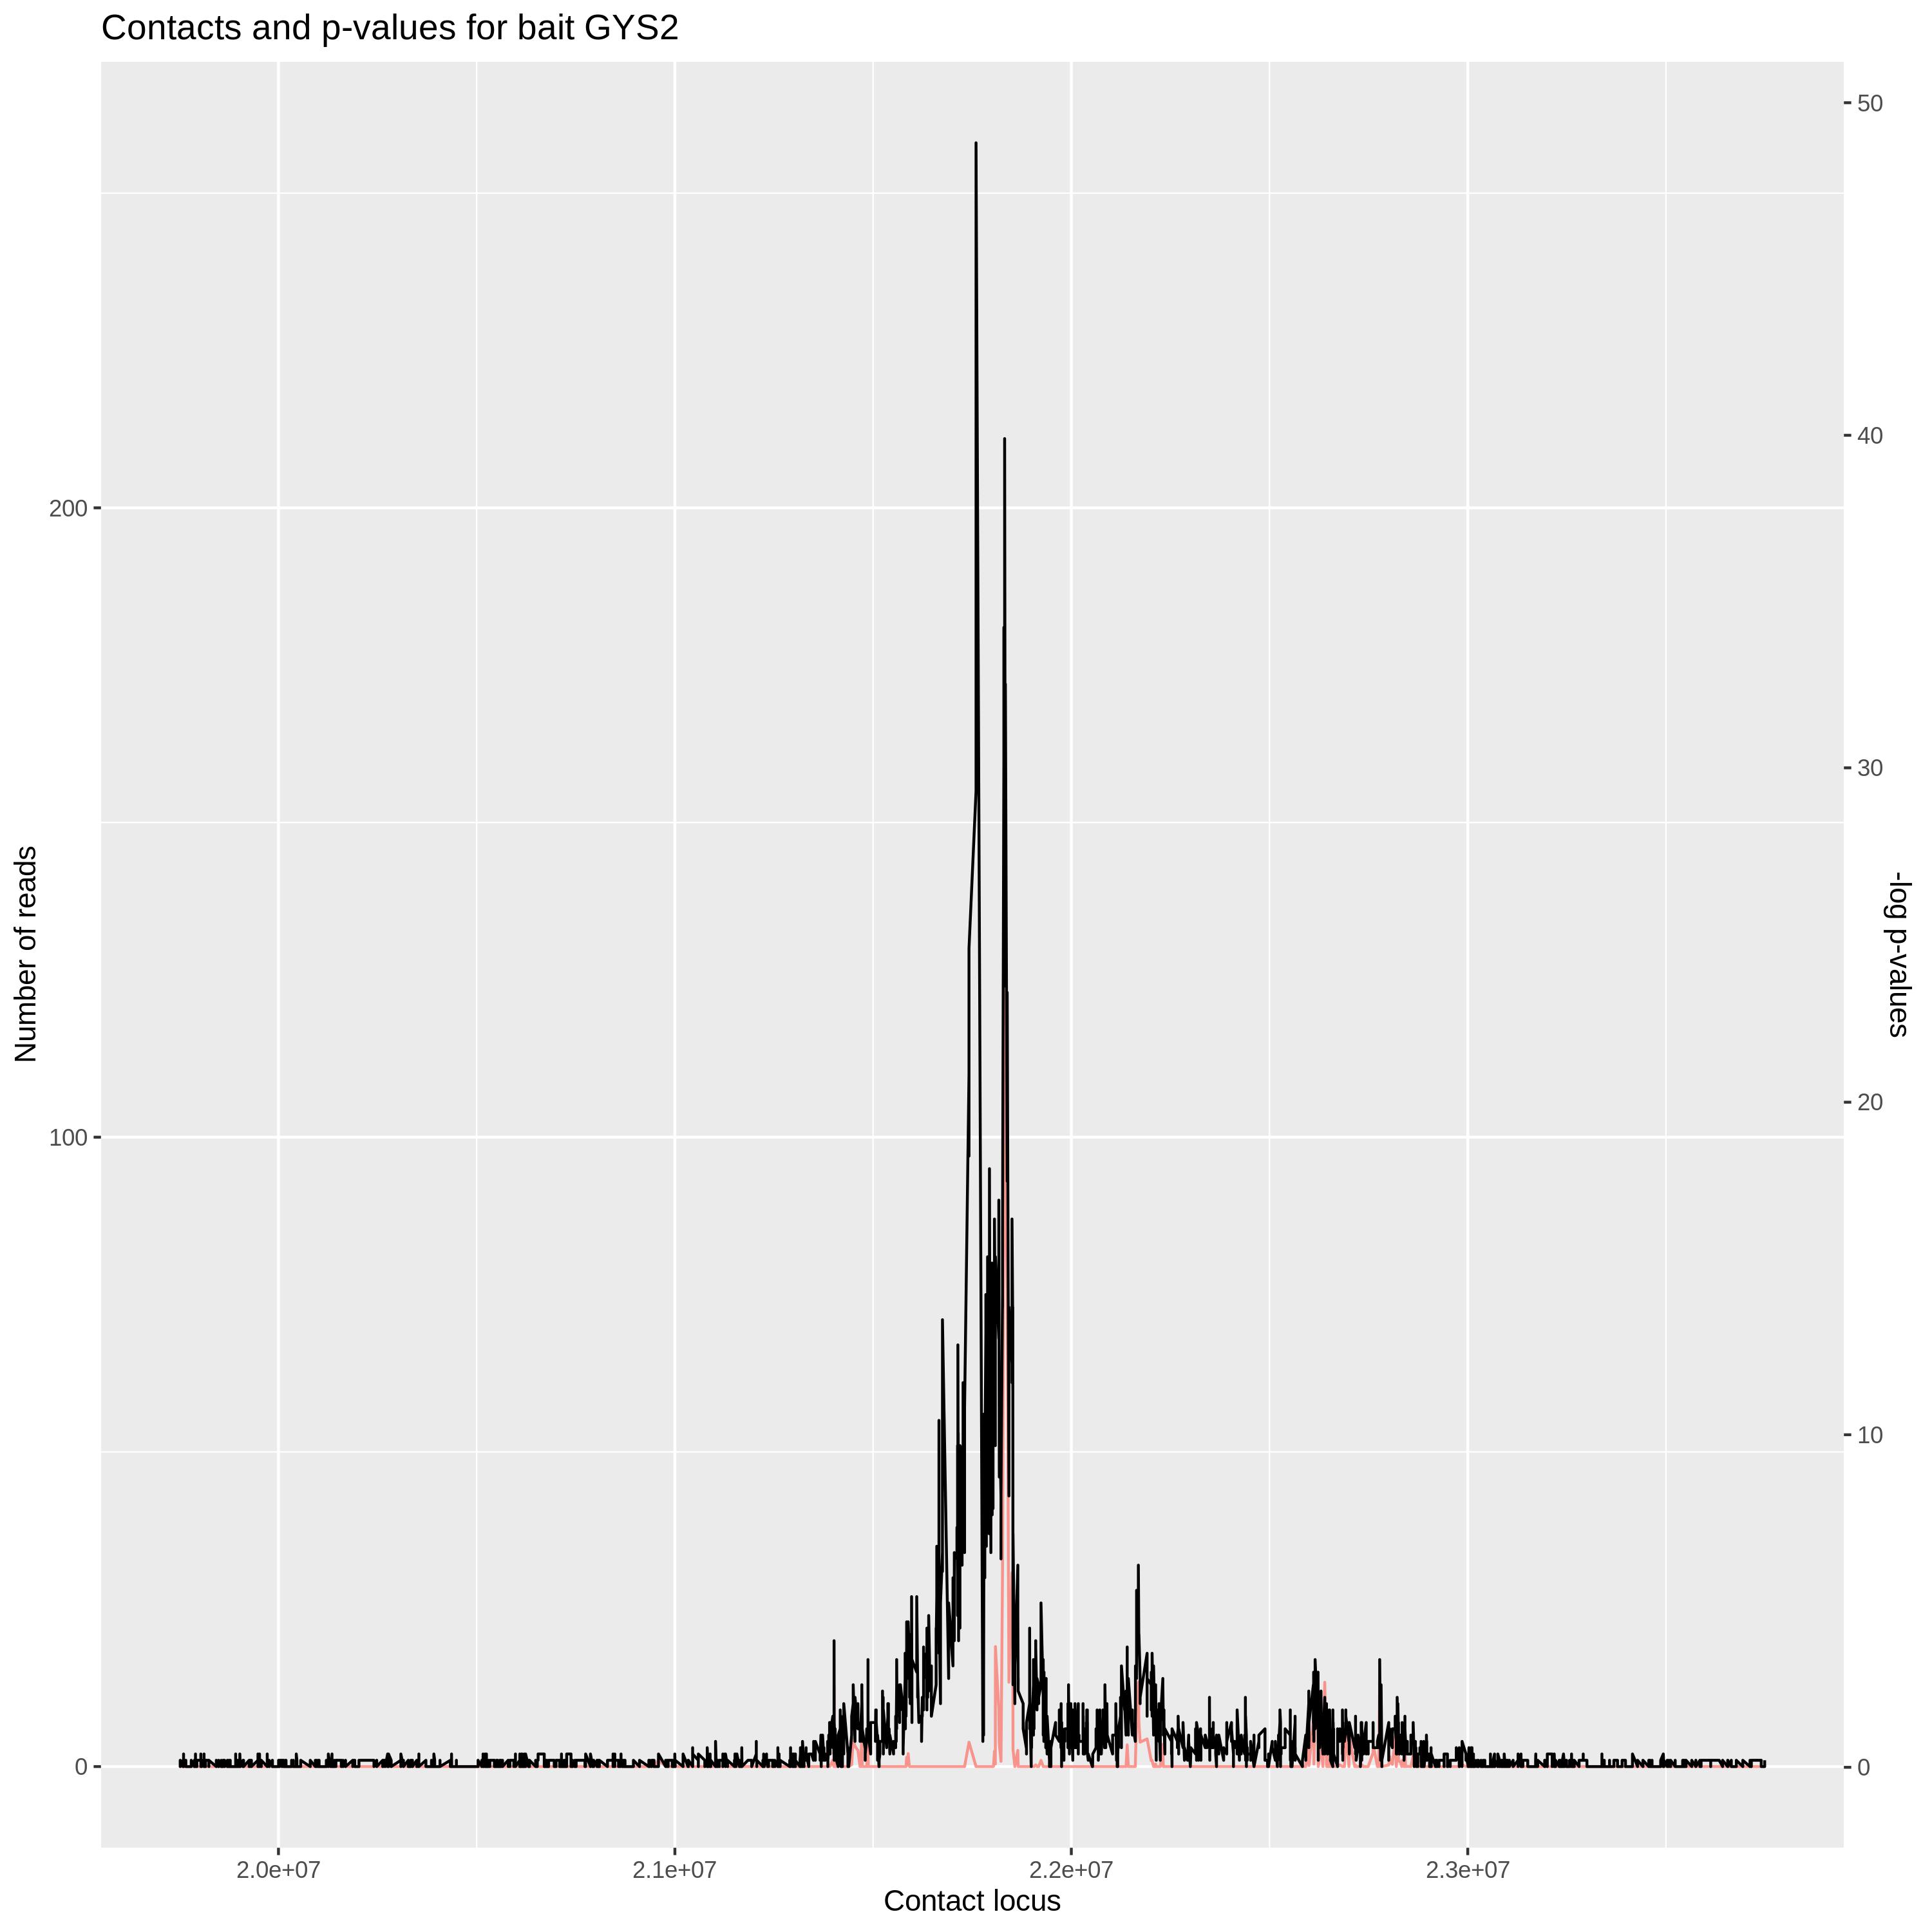 Contacts and p-values for bait GYS2
Number of reads
200
100
0
50
40
30
20
10
0
-log p-values
2.0e+07
2.1e+07
2.2e+07
2.3e+07
Contact locus